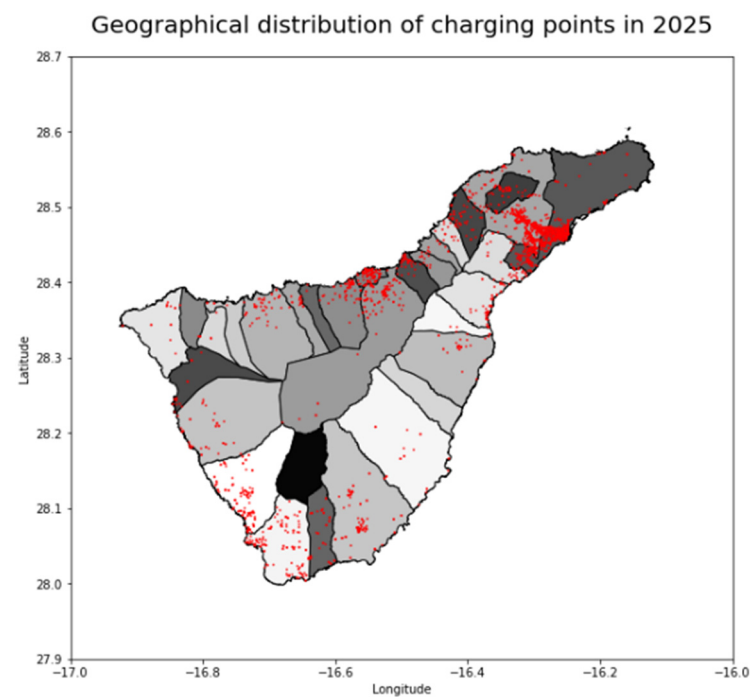 Geographical distribution of charging points in 2025
28.7
28.6
28.5
28.4
28.3
28.2
28.1
28.0
27.9
Latitude
−17.0 −16.8 −16.6 −16.4 −16.2 −16.0
Longitude